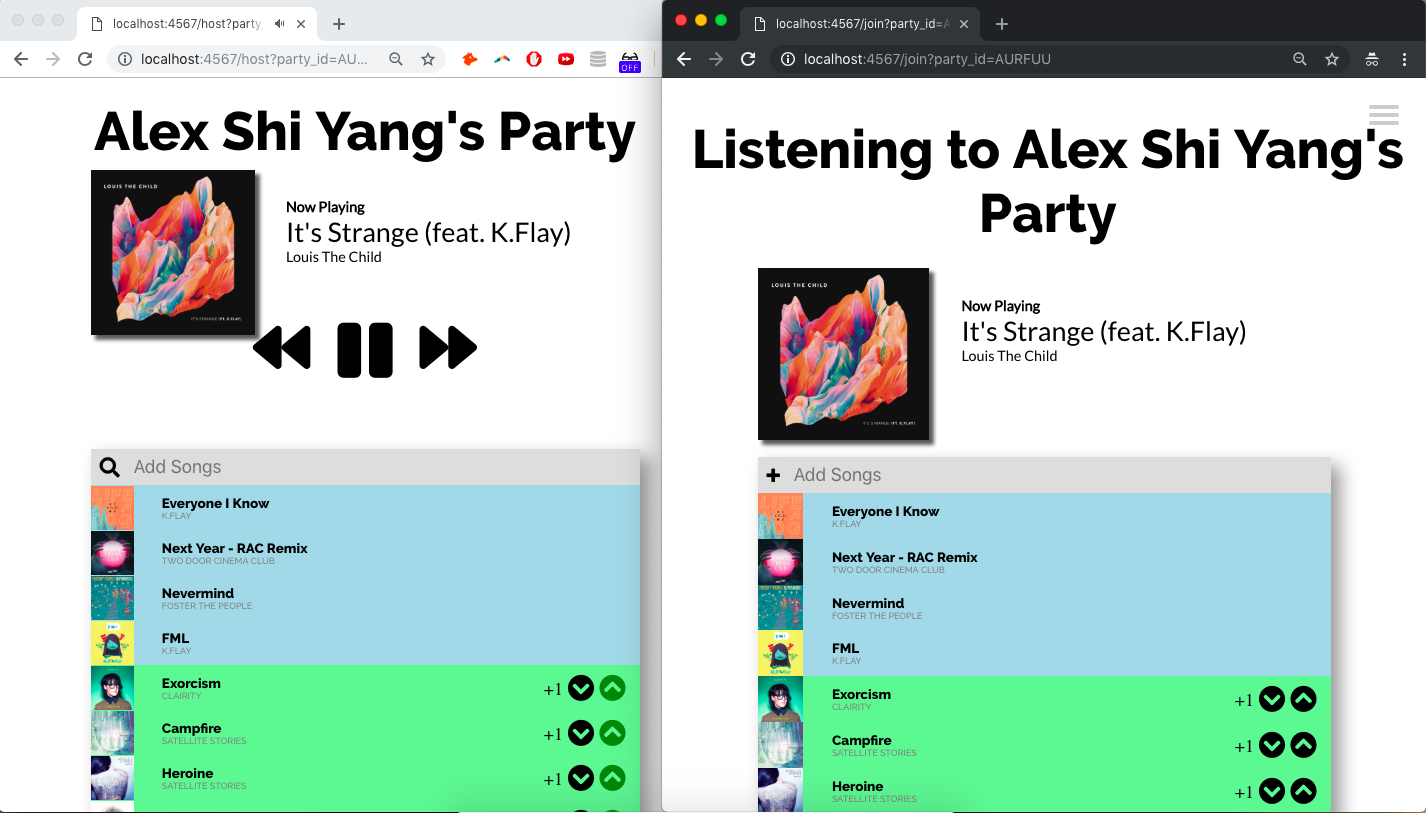 localhost:4567/host?party_
localhost:4567/host?party_id=AU...
OFF
Alex Shi Yang's Party
LOUIS THE CHILD
IT'S STRANGE (FT. K.FLAY)
Now Playing
It's Strange (feat. K.Flay)
Louis The Child
Add Songs
Everyone I Know
K.FLAY
Next Year - RAC Remix
TWO DOOR CINEMA CLUB
Nevermind
FOSTER THE PEOPLE
FML
K.FLAY
Exorcism
CLAIRITY
+1
Campfire
SATELLITE STORIES
+1
Heroine
SATELLITE STORIES
+1
localhost:4567/join?party_id=A
localhost:4567/join?party_id=AURFUU
Listening to Alex Shi Yang's
Party
LOUIS THE CHILD
IT'S STRANGE (FT. K.FLAY)
Now Playing
It's Strange (feat. K.Flay)
Louis The Child
Add Songs
Everyone I Know
K.FLAY
Next Year - RAC Remix
TWO DOOR CINEMA CLUB
Nevermind
FOSTER THE PEOPLE
FML
K.FLAY
Exorcism
CLAIRITY
+1
Campfire
SATELLITE STORIES
+1
Heroine
SATELLITE STORIES
+1